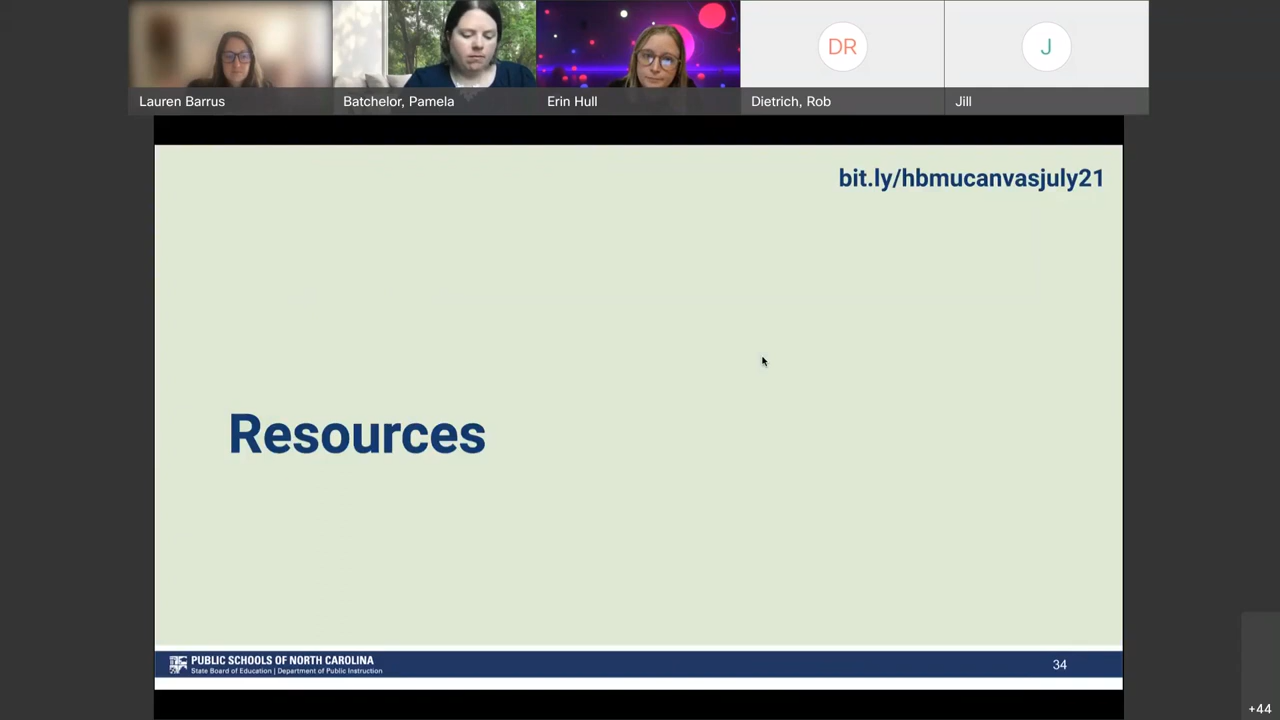 Lauren Barrus
Batchelor, Pamela
Erin Hull
DR
Dietrich, Rob
J
Jill
bit.ly/hbmucanvasjuly21
Resources
PUBLIC SCHOOLS OF NORTH CAROLINA
State Board of Education | Department of Public Instruction
34
+44